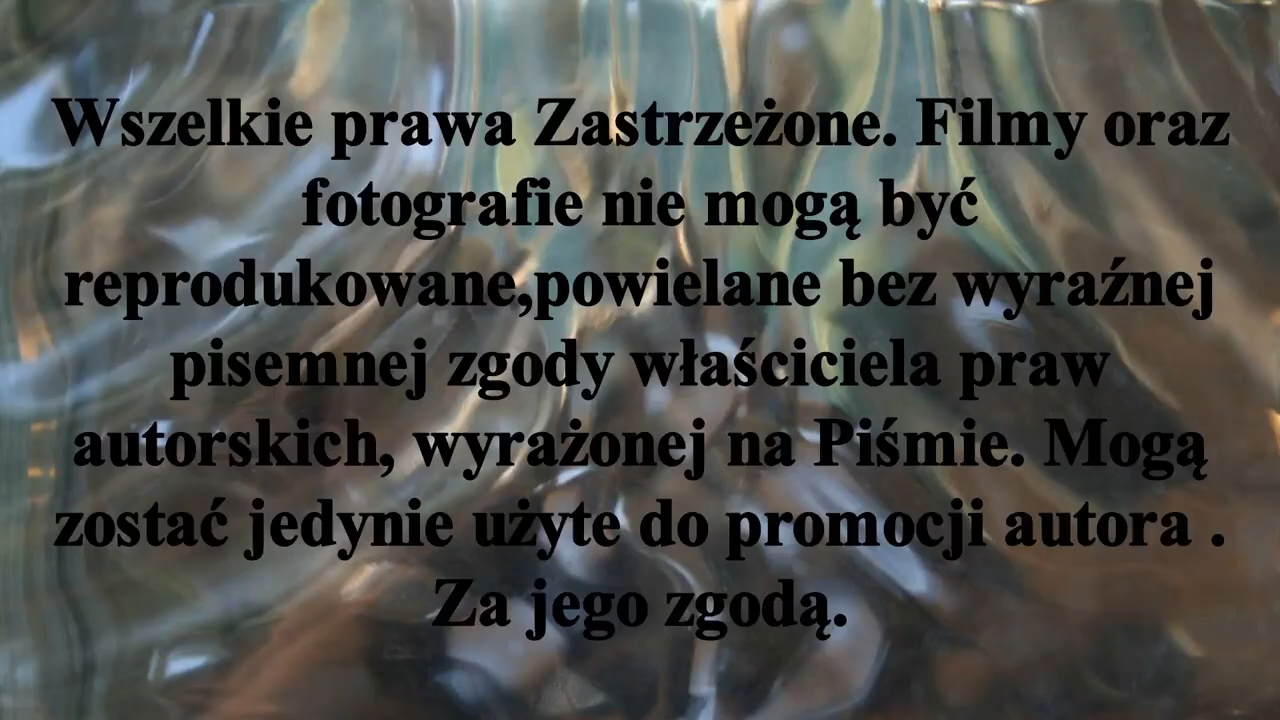 Wszelkie prawa Zastrzeżone. Filmy oraz
fotografie nie mogą być
reprodukowane,powielane bez wyraźnej
pisemnej zgody właściciela praw
autorskich, wyrażonej na Piśmie. Mogą
zostać jedynie użyte do promocji autora .
Za jego zgodą.